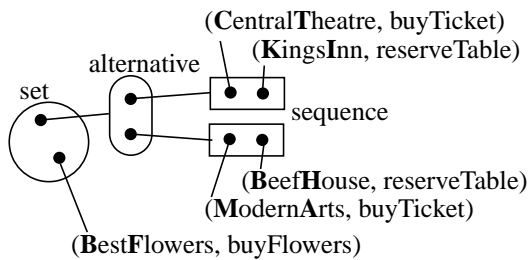 (CentralTheatre, buyTicket)
(KingsInn, reserveTable)
alternative
set
sequence
(BeefHouse, reserveTable)
(ModernArts, buyTicket)
(BestFlowers, buyFlowers)